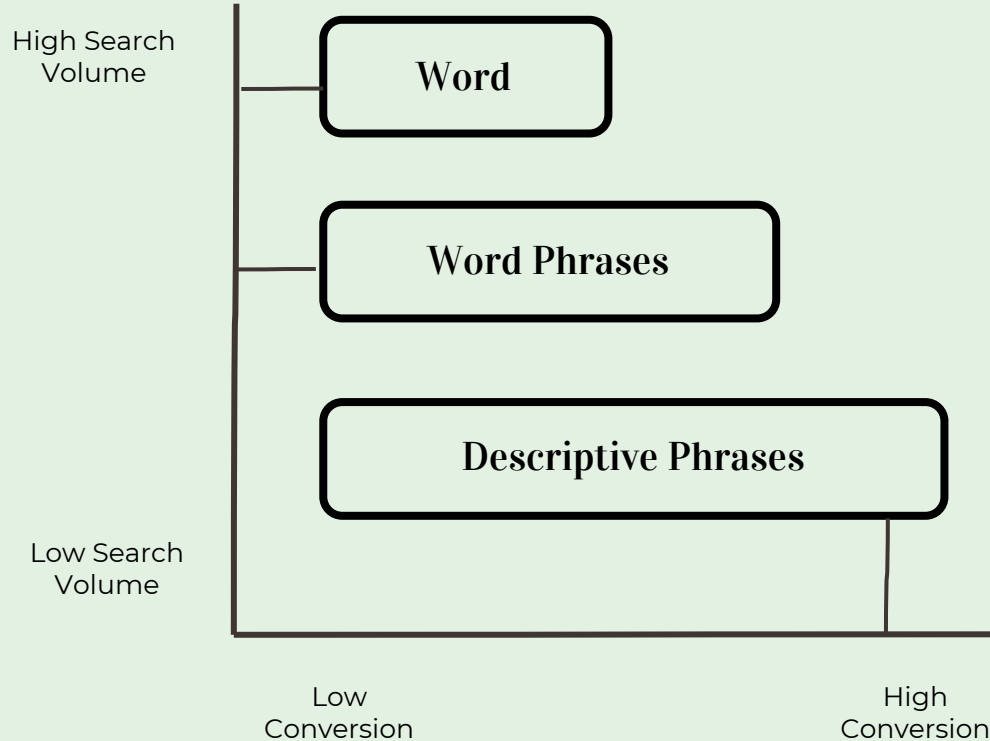 High Search
Volume
Word
Word Phrases
Descriptive Phrases
Low Search
Volume
Low
Conversion
High
Conversion